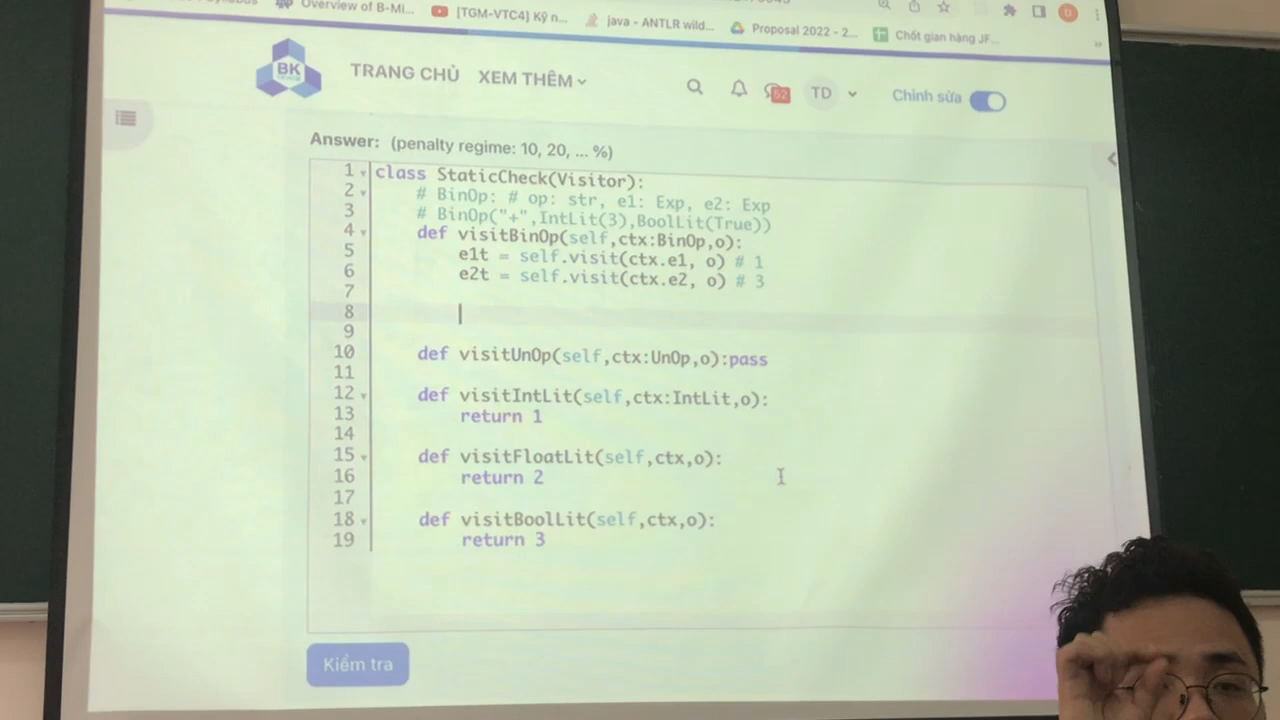 Overview of B-MI...
[TGM-VTC4] Kỹ n...
java - ANTLR wild...
Proposal 2022 - 2...
Chốt gian hàng JF...
BK
TRANG CHỦ
XEM THÊM
52
TD
Chỉnh sửa
Answer: (penalty regime: 10, 20, ... %)
1 class StaticCheck(Visitor):
2 # BinOp: # op: str, e1: Exp, e2: Exp
3 # BinOp("+",IntLit(3),BoolLit(True))
4 def visitBinOp(self,ctx:BinOp,o):
5 e1t = self.visit(ctx.e1, o) # 1
6 e2t = self.visit(ctx.e2, o) # 3
7
8
9
10 def visitUnOp(self,ctx:UnOp,o):pass
11
12 def visitIntLit(self,ctx:IntLit,o):
13 return 1
14
15 def visitFloatLit(self,ctx,o):
16 return 2
17
18 def visitBoolLit(self,ctx,o):
19 return 3
Kiểm tra